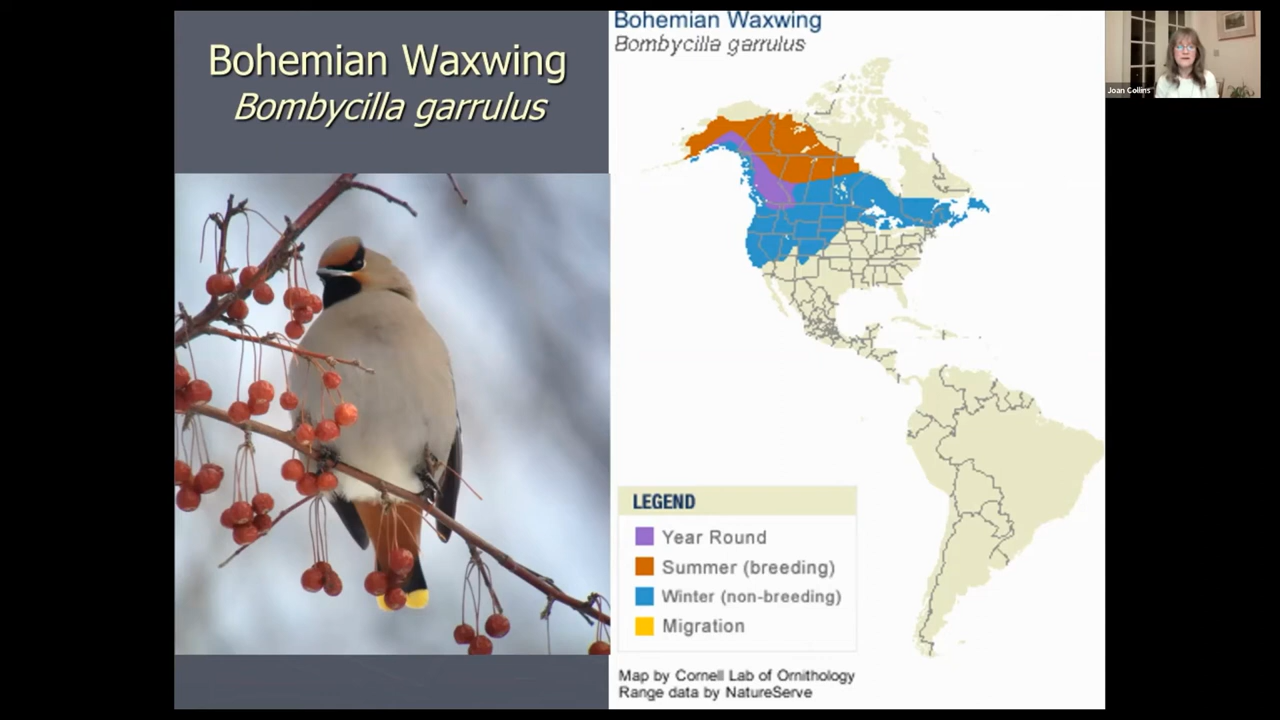 Bohemian Waxwing
Bombycilla garrulus
Bohemian Waxwing
Bombycilla garrulus
Joan Collins
LEGEND
Year Round
Summer (breeding)
Winter (non-breeding)
Migration
Map by Cornell Lab of Ornithology
Range data by NatureServe